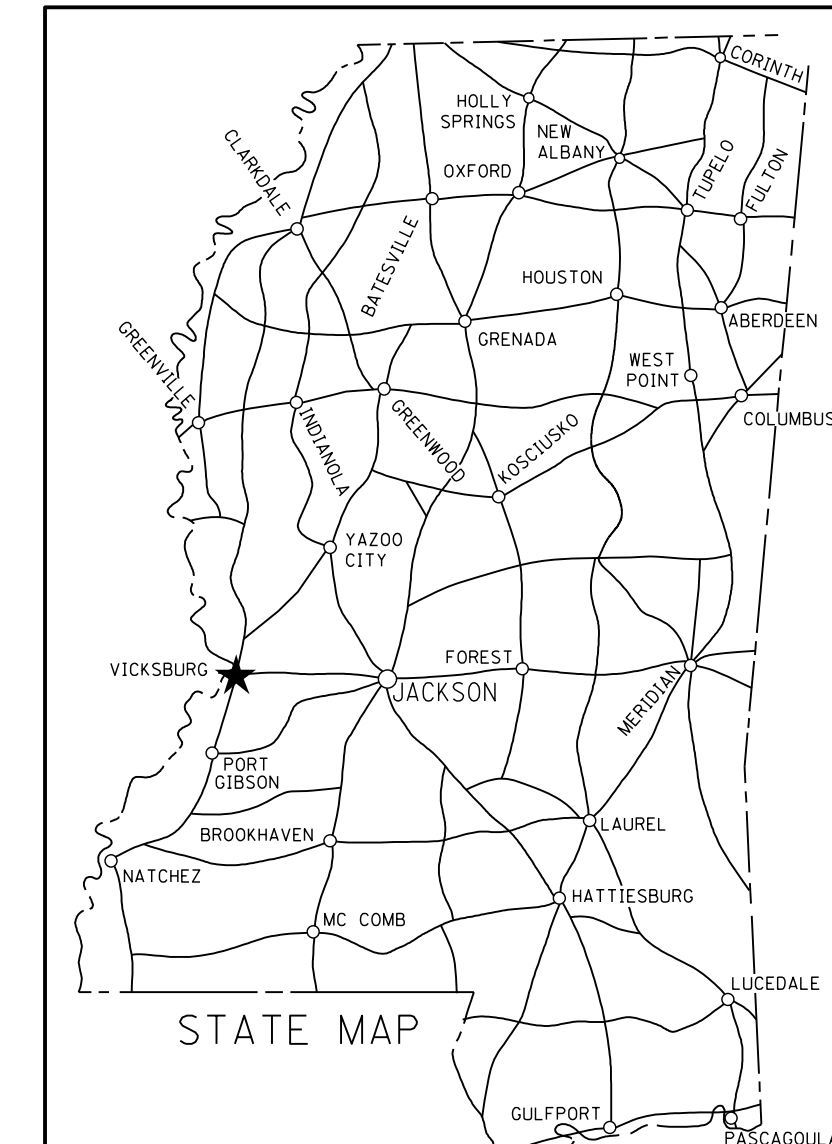 CORINTH
HOLLY
SPRINGS
NEW
ALBANY
CLARKDALE
OXFORD
TUPELO
FULTON
BATESVILLE
HOUSTON
ABERDEEN
GREENVILLE
GRENADA
WEST
POINT
INDIANOLA
GREENWOOD
KOSCIUSKO
COLUMBUS
YAZOO
CITY
VICKSBURG
FOREST
JACKSON
MERIDIAN
PORT
GIBSON
BROOKHAVEN
LAUREL
NATCHEZ
HATTIESBURG
MC COMB
LUCEDALE
STATE MAP
GULFPORT
PASCAGOULA